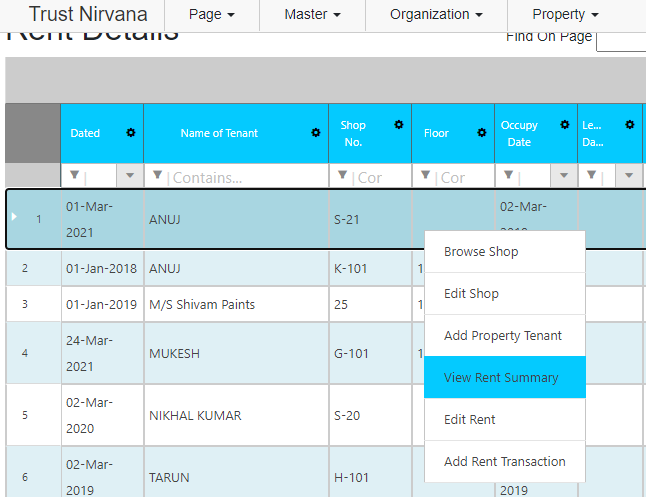 Trust Nirvana Page Master Organization Property
Rent Details
Find On Page
Dated Name of Tenant Shop No. Floor Occupy Date Le... Da...
Contains... Cor Cor
1 01-Mar-2021 ANUJ S-21 02-Mar-
2 01-Jan-2018 ANUJ K-101 1
3 01-Jan-2019 M/S Shivam Paints 25 1
4 24-Mar-2021 MUKESH G-101 1
5 02-Mar-2020 NIKHAL KUMAR S-20
6 02-Mar-2019 TARUN H-101 2019
Browse Shop
Edit Shop
Add Property Tenant
View Rent Summary
Edit Rent
Add Rent Transaction